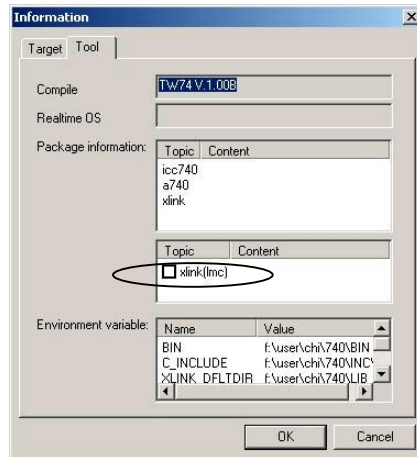 Information
Target Tool
Compile TW74 V.1.00B
Realtime OS
Package information: Topic Content
icc740
a740
xlink
Topic Content
xlink(lmc)
Environment variable: Name Value
BIN f:\user\chi\740\BIN
C_INCLUDE f:\user\chi\740\INC\
XLINK_DFLTDIR f:\user\chi\740\LIB
OK Cancel